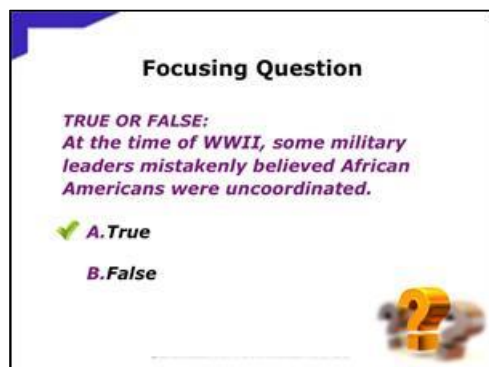 Focusing Question
TRUE OR FALSE:
At the time of WWII, some military
leaders mistakenly believed African
Americans were uncoordinated.
A.True
B.False